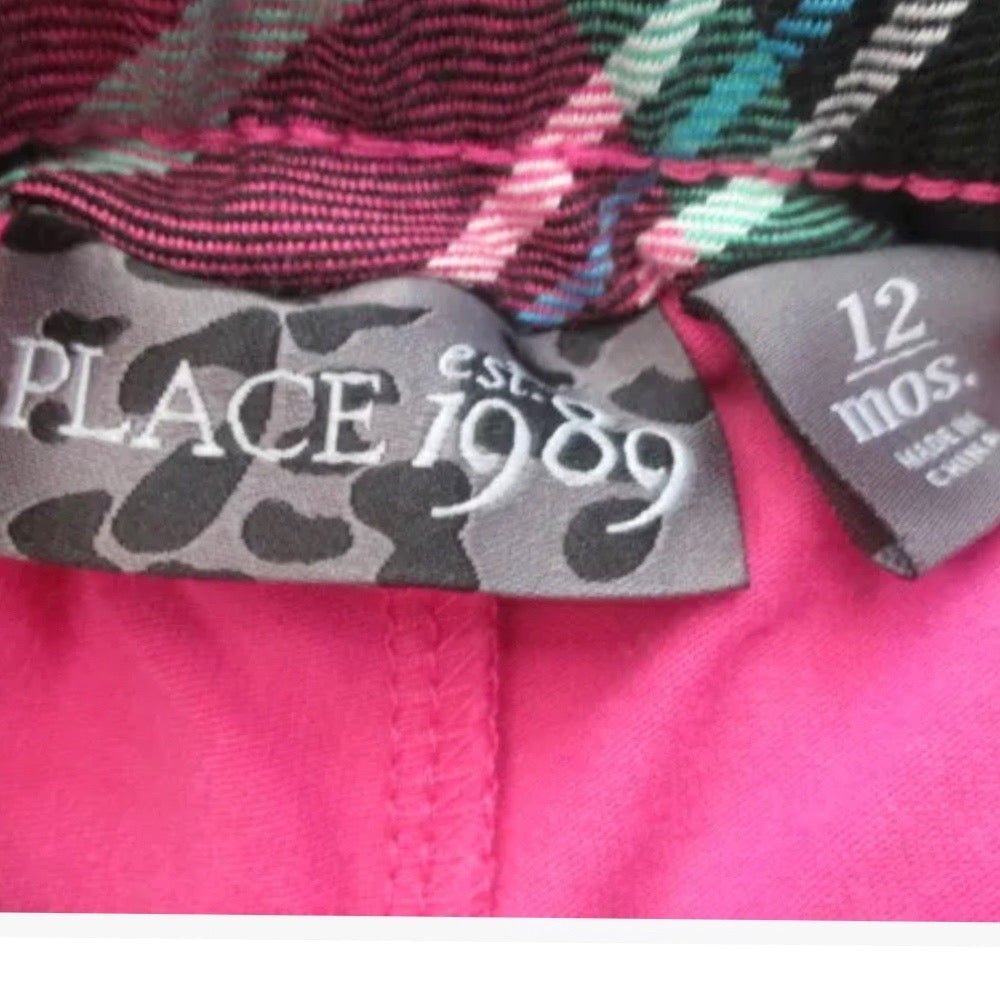 PLACE est. 1989
12
mos.
MADE IN
CHINA